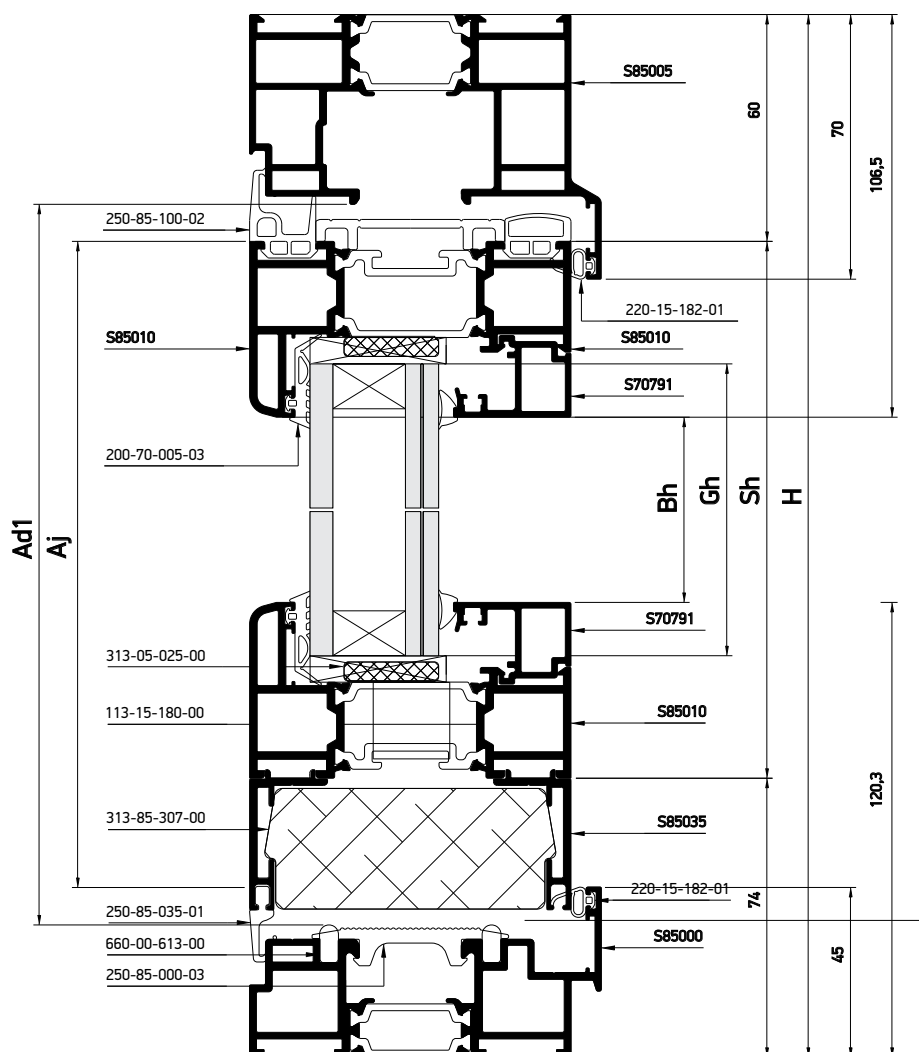 S85005
60
70
106,5
250-85-100-02
220-15-182-01
S85010
S85010
S70791
200-70-005-03
Ad1
Aj
Bh
Gh
Sh
H
S70791
313-05-025-00
113-15-180-00
S85010
120,3
313-85-307-00
S85035
220-15-182-01
250-85-035-01
74
S85000
660-00-613-00
45
250-85-000-03